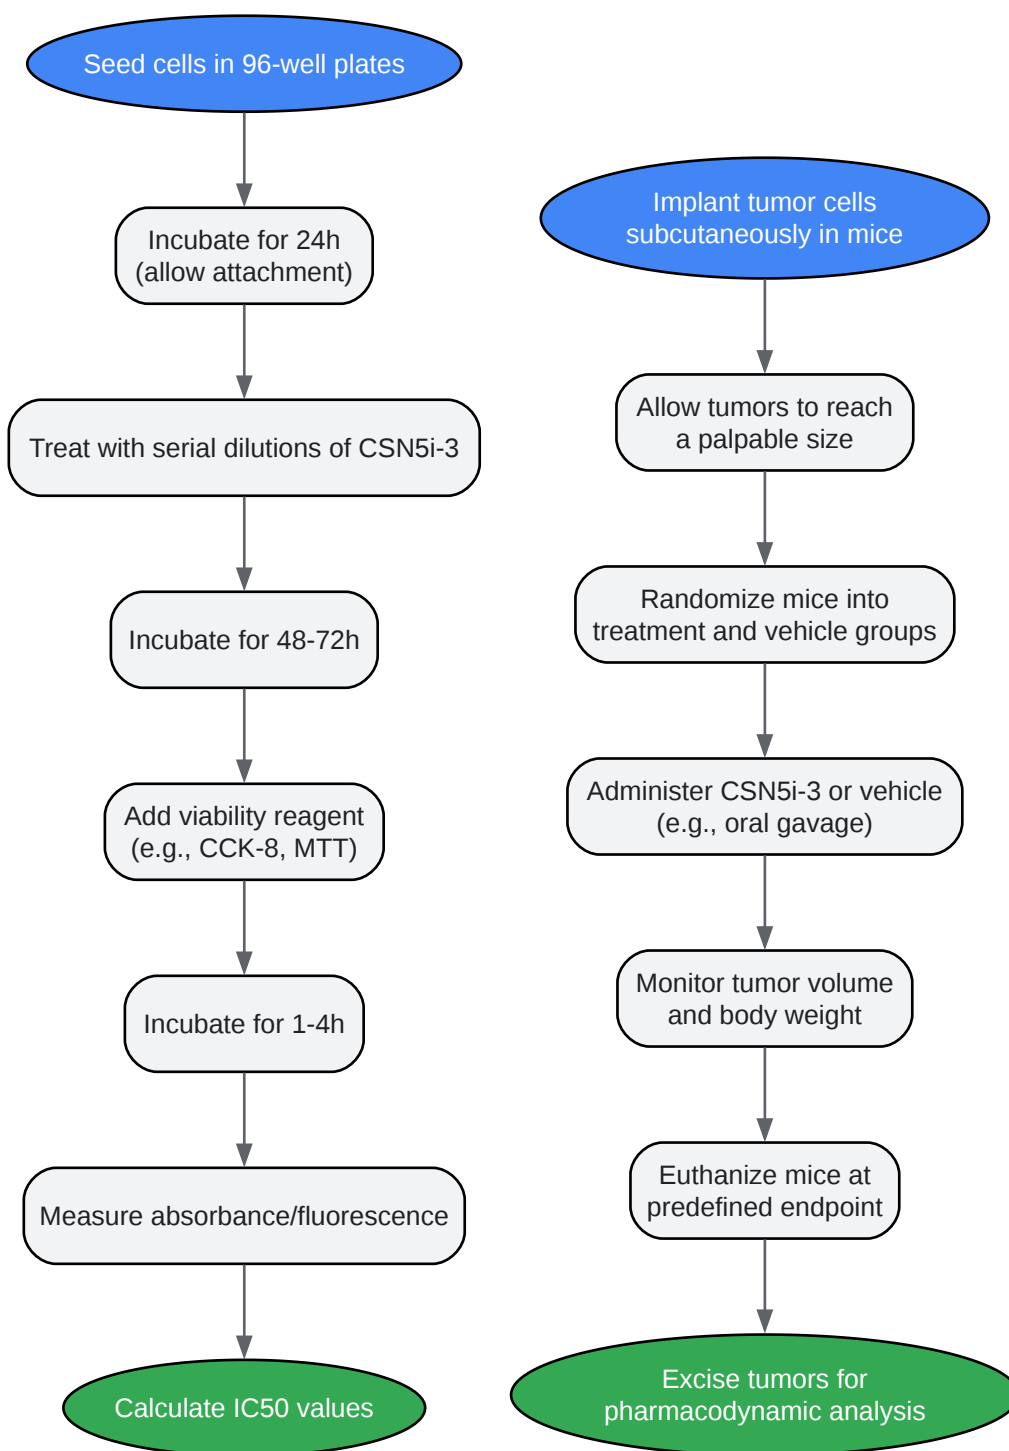 Seed cells in 96-well plates
Incubate for 24h
(allow attachment)
Treat with serial dilutions of CSN5i-3
Incubate for 48-72h
Add viability reagent
(e.g., CCK-8, MTT)
Incubate for 1-4h
Measure absorbance/fluorescence
Calculate IC50 values
Implant tumor cells
subcutaneously in mice
Allow tumors to reach
a palpable size
Randomize mice into
treatment and vehicle groups
Administer CSN5i-3 or vehicle
(e.g., oral gavage)
Monitor tumor volume
and body weight
Euthanize mice at
predefined endpoint
Excise tumors for
pharmacodynamic analysis